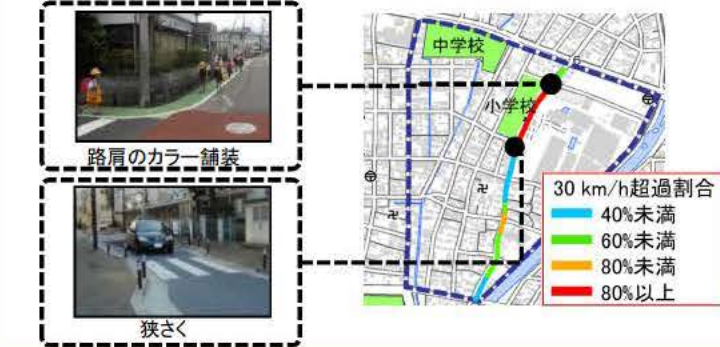 路肩のカラー舗装
狭さく
中学校
小学校
30 km/h超過割合
40%未満
60%未満
80%未満
80%以上